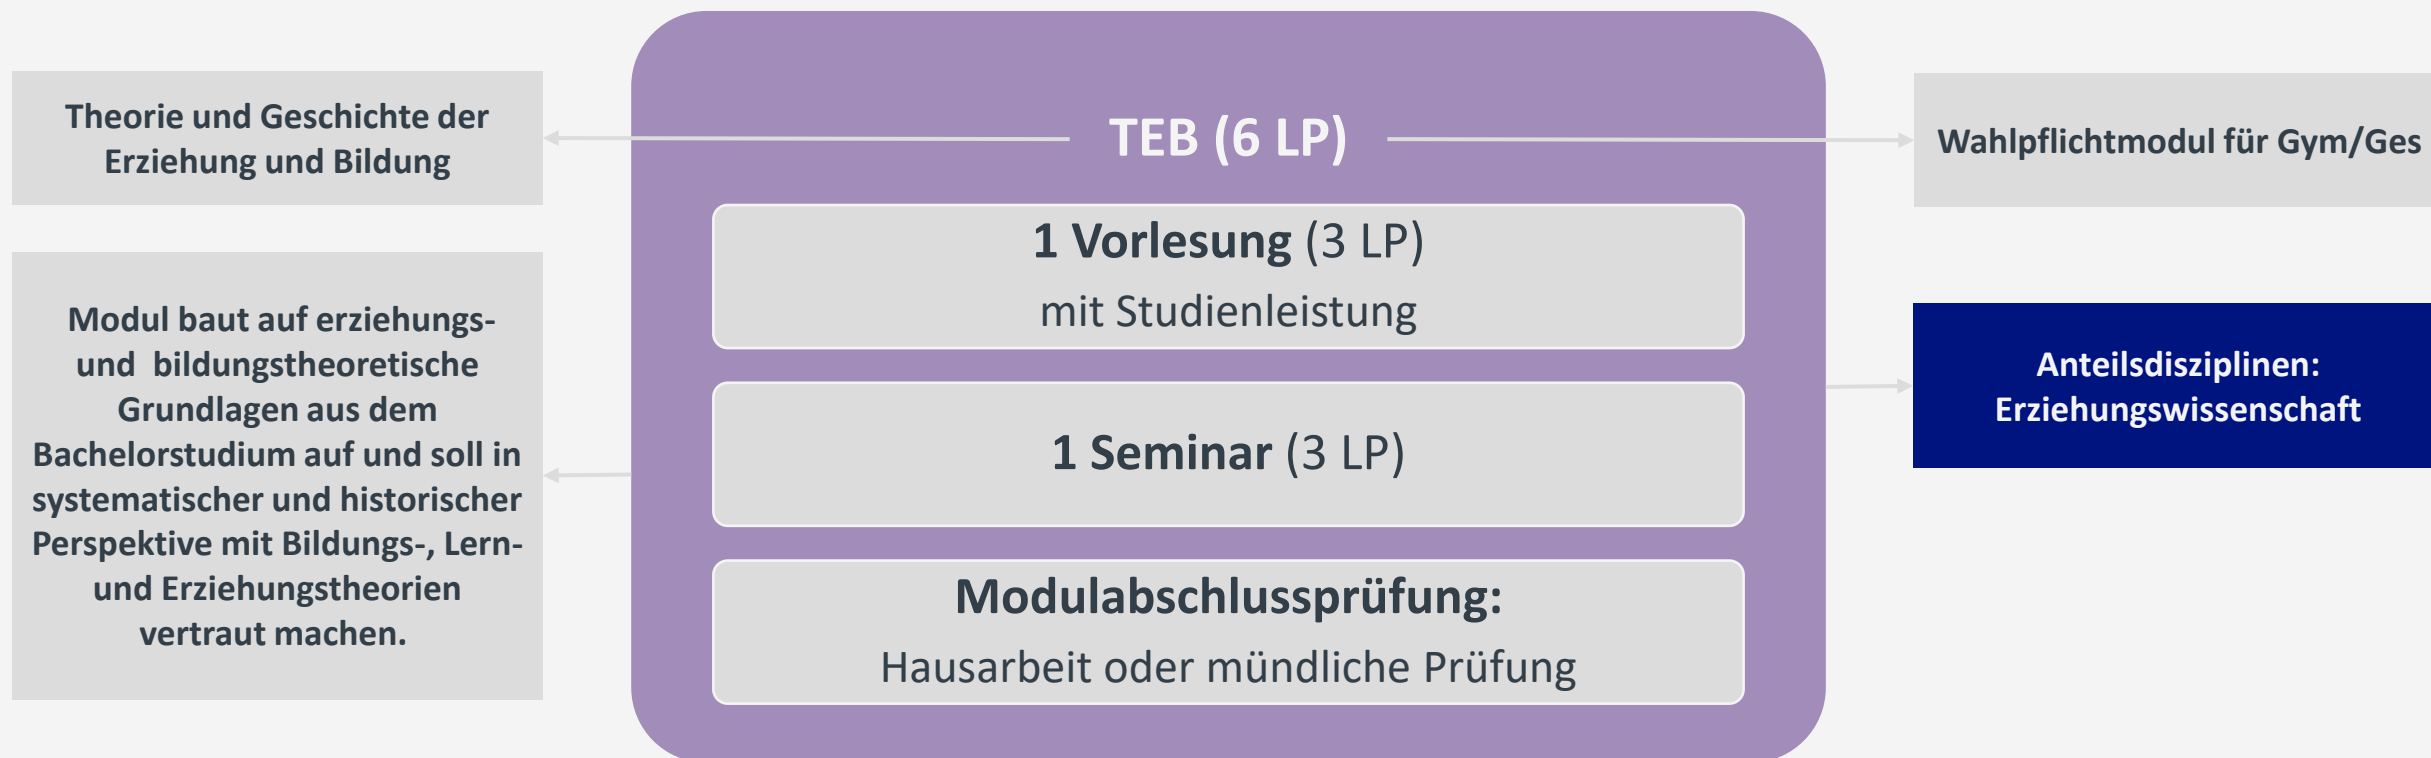 Theorie und Geschichte der
Erziehung und Bildung
Modul baut auf erziehungs-
und bildungstheoretische
Grundlagen aus dem
Bachelorstudium auf und soll in
systematischer und historischer
Perspektive mit Bildungs-, Lern-
und Erziehungstheorien
vertraut machen.
TEB (6 LP)
1 Vorlesung (3 LP)
mit Studienleistung
1 Seminar (3 LP)
Modulabschlussprüfung:
Hausarbeit oder mündliche Prüfung
Wahlpflichtmodul für Gym/Ges
Anteilsdisziplinen:
Erziehungswissenschaft